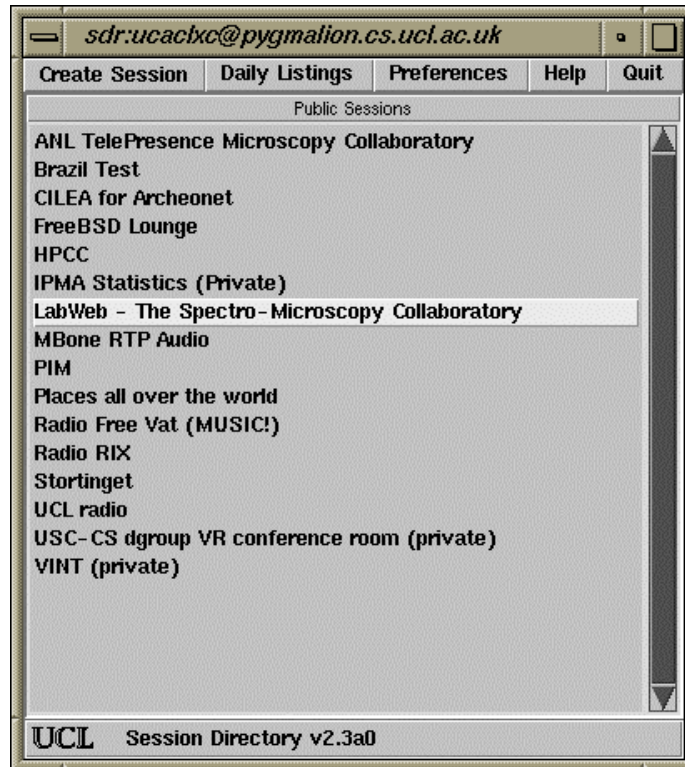 sdr:ucaclxc@pygmalion.cs.ucl.ac.uk
Create Session Daily Listings Preferences Help Quit
Public Sessions
ANL TelePresence Microscopy Collaboratory
Brazil Test
CILEA for Archeonet
FreeBSD Lounge
HPCC
IPMA Statistics (Private)
LabWeb - The Spectro-Microscopy Collaboratory
MBone RTP Audio
PIM
Places all over the world
Radio Free Vat (MUSIC!)
Radio RIX
Stortinget
UCL radio
USC-CS dgroup VR conference room (private)
VINT (private)
UCL Session Directory v2.3a0